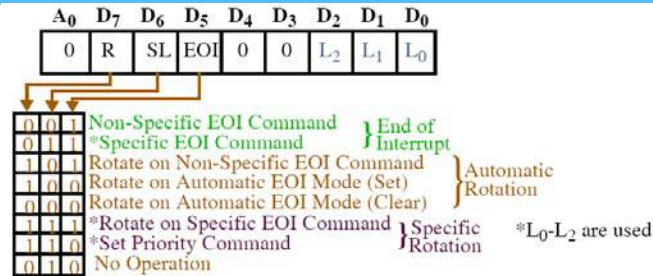 A0 D7 D6 D5 D4 D3 D2 D1 D0
0 R SL EOI 0 0 L2 L1 L0
0 0 1 Non-Specific EOI Command
0 1 1 *Specific EOI Command
End of Interrupt
1 0 1 Rotate on Non-Specific EOI Command
1 0 0 Rotate on Automatic EOI Mode (Set)
0 0 0 Rotate on Automatic EOI Mode (Clear)
Automatic Rotation
1 1 1 *Rotate on Specific EOI Command
1 1 0 *Set Priority Command
0 1 0 No Operation
Specific Rotation
*L0-L2 are used